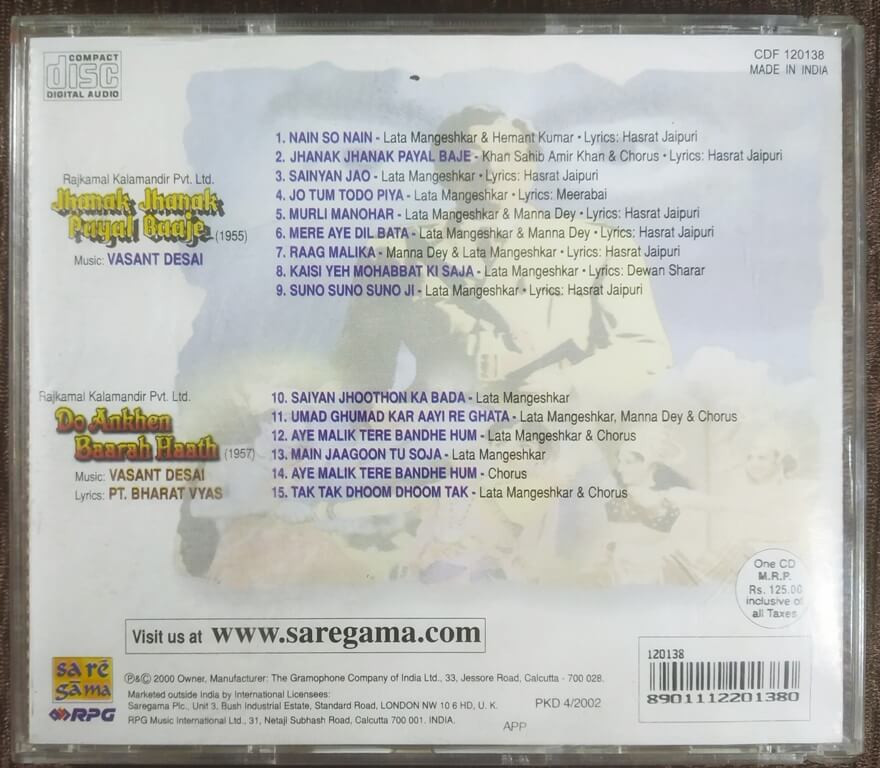 COMPACT
disc
DIGITAL AUDIO
CDF 120138
MADE IN INDIA
Rajkamal Kalamandir Pvt. Ltd.
Jhanak Jhanak
Payal Baaje (1955)
Music: VASANT DESAI
1. NAIN SO NAIN - Lata Mangeshkar & Hemant Kumar • Lyrics: Hasrat Jaipuri
2. JHANAK JHANAK PAYAL BAJE - Khan Sahib Amir Khan & Chorus • Lyrics: Hasrat Jaipuri
3. SAINYAN JAO - Lata Mangeshkar • Lyrics: Hasrat Jaipuri
4. JO TUM TODO PIYA - Lata Mangeshkar • Lyrics: Meerabai
5. MURLI MANOHAR - Lata Mangeshkar & Manna Dey • Lyrics: Hasrat Jaipuri
6. MERE AYE DIL BATA - Lata Mangeshkar & Manna Dey • Lyrics: Hasrat Jaipuri
7. RAAG MALIKA - Manna Dey & Lata Mangeshkar • Lyrics: Hasrat Jaipuri
8. KAISI YEH MOHABBAT KI SAJA - Lata Mangeshkar • Lyrics: Dewan Sharar
9. SUNO SUNO SUNO JI - Lata Mangeshkar • Lyrics: Hasrat Jaipuri
Rajkamal Kalamandir Pvt. Ltd.
Do Ankhen
Baarah Haath (1957)
Music: VASANT DESAI
Lyrics: PT. BHARAT VYAS
10. SAIYAN JHOOTHON KA BADA - Lata Mangeshkar
11. UMAD GHUMAD KAR AAYI RE GHATA - Lata Mangeshkar, Manna Dey & Chorus
12. AYE MALIK TERE BANDHE HUM - Lata Mangeshkar & Chorus
13. MAIN JAAGOON TU SOJA - Lata Mangeshkar
14. AYE MALIK TERE BANDHE HUM - Chorus
15. TAK TAK DHOOM DHOOM TAK - Lata Mangeshkar & Chorus
One CD
M.R.P.
Rs. 125.00
inclusive of
all Taxes
Visit us at www.saregama.com
sa rē
gā ma
RPG
℗&© 2000 Owner, Manufacturer: The Gramophone Company of India Ltd., 33, Jessore Road, Calcutta - 700 028.
Marketed outside India by International Licensees:
Saregama Plc., Unit 3, Bush Industrial Estate, Standard Road, LONDON NW 10 6 HD, U. K.
RPG Music International Ltd., 31, Netaji Subhash Road, Calcutta 700 001. INDIA.
PKD 4/2002
APP
120138
8901112201380